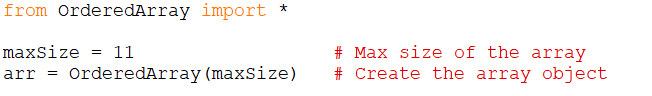 from OrderedArray import *
maxSize = 11 # Max size of the array
arr = OrderedArray(maxSize) # Create the array object